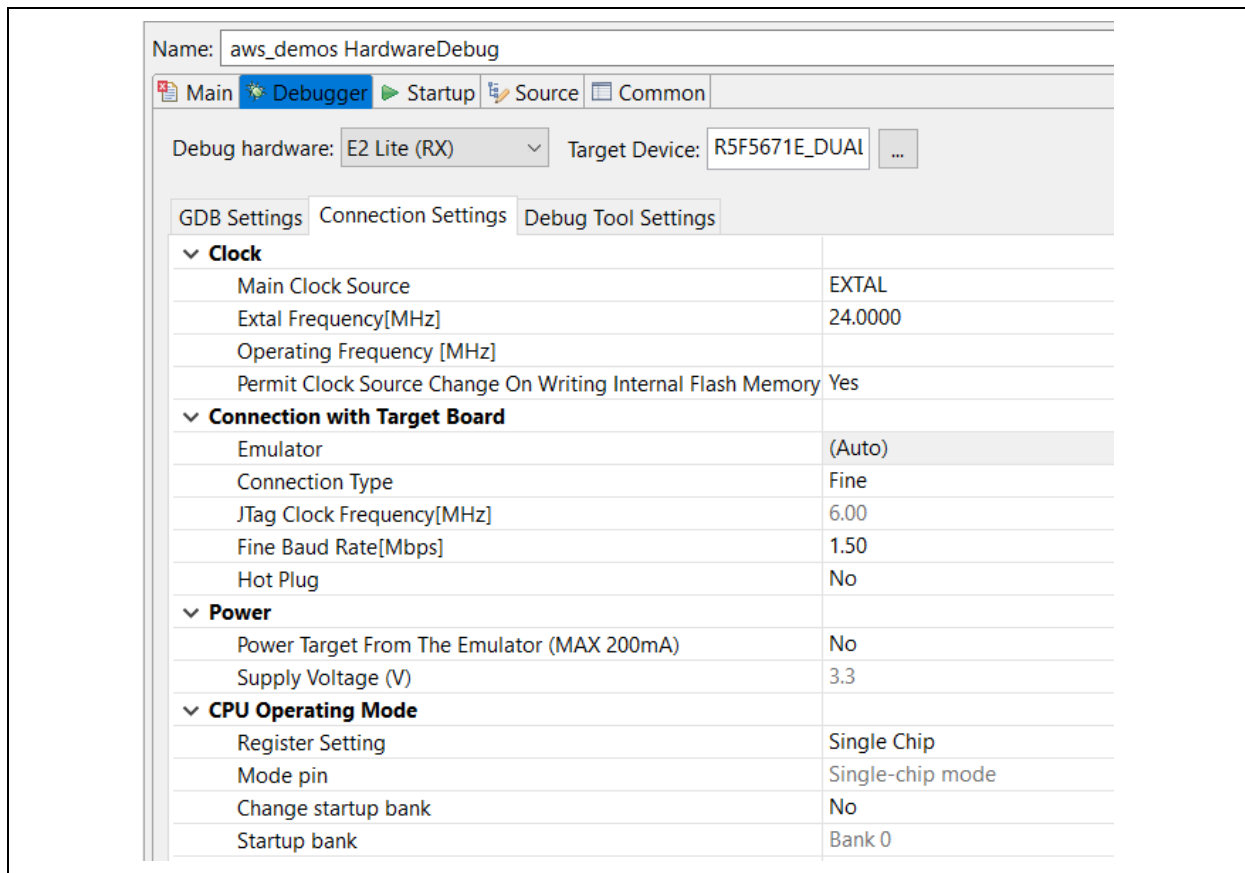 Name: aws_demos HardwareDebug
Main Debugger Startup Source Common
Debug hardware: E2 Lite (RX) Target Device: R5F5671E_DUAL ...
GDB Settings Connection Settings Debug Tool Settings
Clock
Main Clock Source EXTAL
Extal Frequency[MHz] 24.0000
Operating Frequency [MHz]
Permit Clock Source Change On Writing Internal Flash Memory Yes
Connection with Target Board
Emulator (Auto)
Connection Type Fine
JTag Clock Frequency[MHz] 6.00
Fine Baud Rate[Mbps] 1.50
Hot Plug No
Power
Power Target From The Emulator (MAX 200mA) No
Supply Voltage (V) 3.3
CPU Operating Mode
Register Setting Single Chip
Mode pin Single-chip mode
Change startup bank No
Startup bank Bank 0